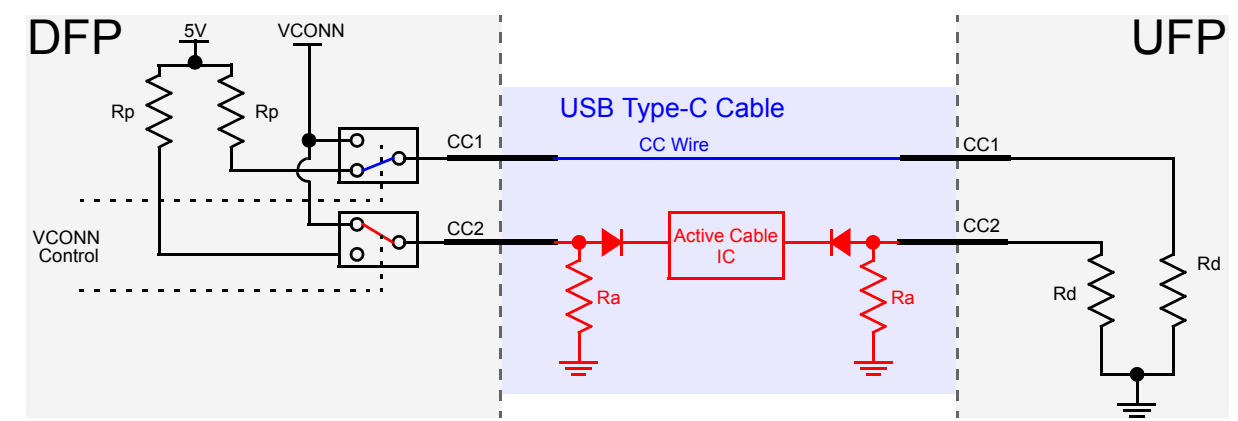 DFP
5V
VCONN
UFP
Rp
Rp
USB Type-C Cable
CC1
CC Wire
CC1
VCONN
Control
CC2
Active Cable
IC
CC2
Ra
Ra
Rd
Rd